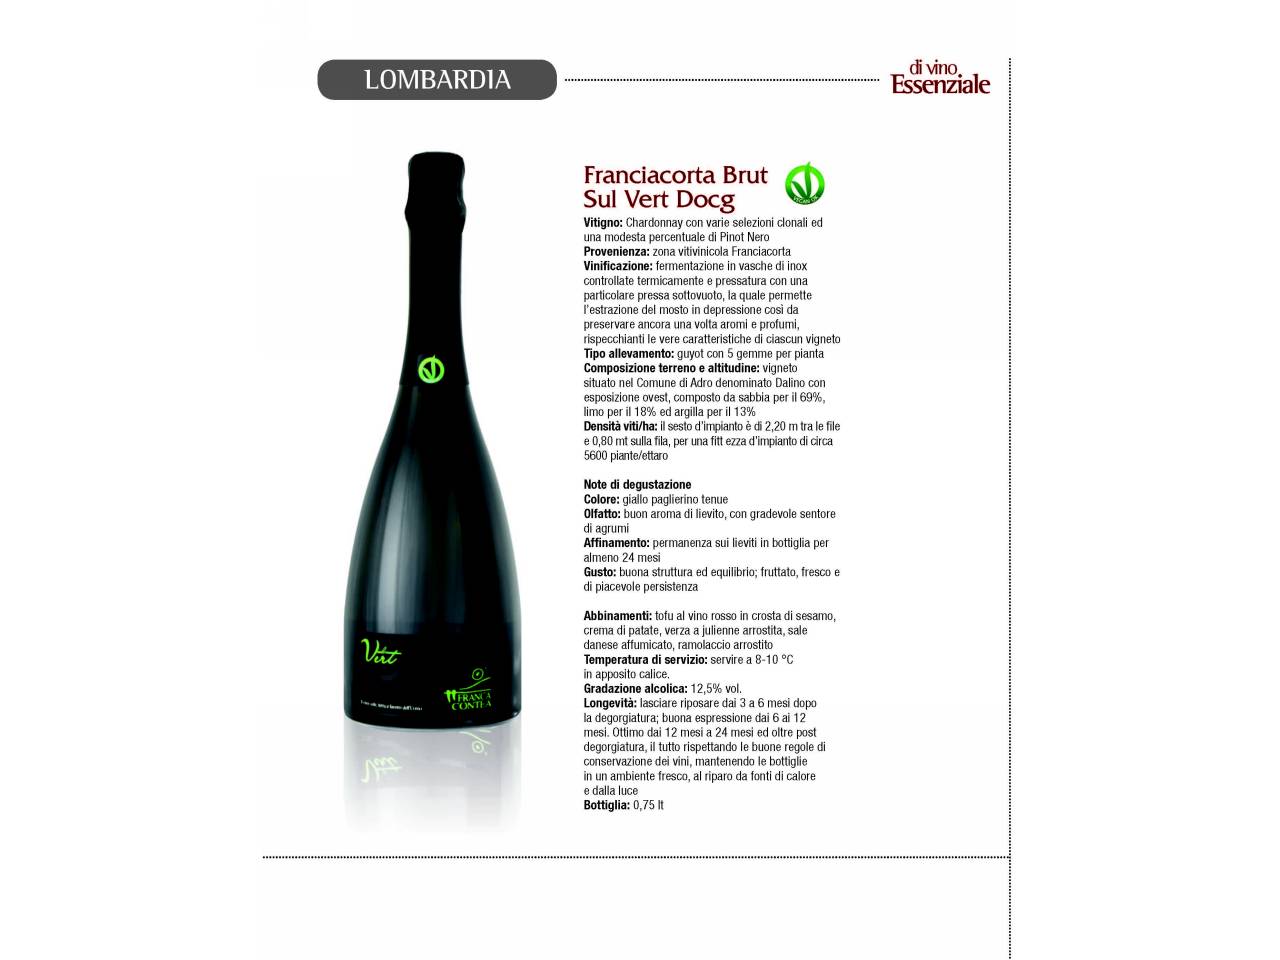 LOMBARDIA
di vino
Essenziale
Franciacorta Brut
Sul Vert Docg
VEGAN OK
Vitigno: Chardonnay con varie selezioni clonali ed
una modesta percentuale di Pinot Nero
Provenienza: zona vitivinicola Franciacorta
Vinificazione: fermentazione in vasche di inox
controllate termicamente e pressatura con una
particolare pressa sottovuoto, la quale permette
l'estrazione del mosto in depressione così da
preservare ancora una volta aromi e profumi,
rispecchianti le vere caratteristiche di ciascun vigneto
Tipo allevamento: guyot con 5 gemme per pianta
Composizione terreno e altitudine: vigneto
situato nel Comune di Adro denominato Dalino con
esposizione ovest, composto da sabbia per il 69%,
limo per il 18% ed argilla per il 13%
Densità viti/ha: il sesto d'impianto è di 2,20 m tra le file
e 0,80 mt sulla fila, per una fitt ezza d'impianto di circa
5600 piante/ettaro
Note di degustazione
Colore: giallo paglierino tenue
Olfatto: buon aroma di lievito, con gradevole sentore
di agrumi
Affinamento: permanenza sui lieviti in bottiglia per
almeno 24 mesi
Gusto: buona struttura ed equilibrio; fruttato, fresco e
di piacevole persistenza
Abbinamenti: tofu al vino rosso in crosta di sesamo,
crema di patate, verza a julienne arrostita, sale
danese affumicato, ramolaccio arrostito
Temperatura di servizio: servire a 8-10 °C
in apposito calice.
Gradazione alcolica: 12,5% vol.
Longevità: lasciare riposare dai 3 a 6 mesi dopo
la degorgiatura; buona espressione dai 6 ai 12
mesi. Ottimo dai 12 mesi a 24 mesi ed oltre post
degorgiatura, il tutto rispettando le buone regole di
conservazione dei vini, mantenendo le bottiglie
in un ambiente fresco, al riparo da fonti di calore
e dalla luce
Bottiglia: 0,75 lt
Vert
FRANCA
CONTEA